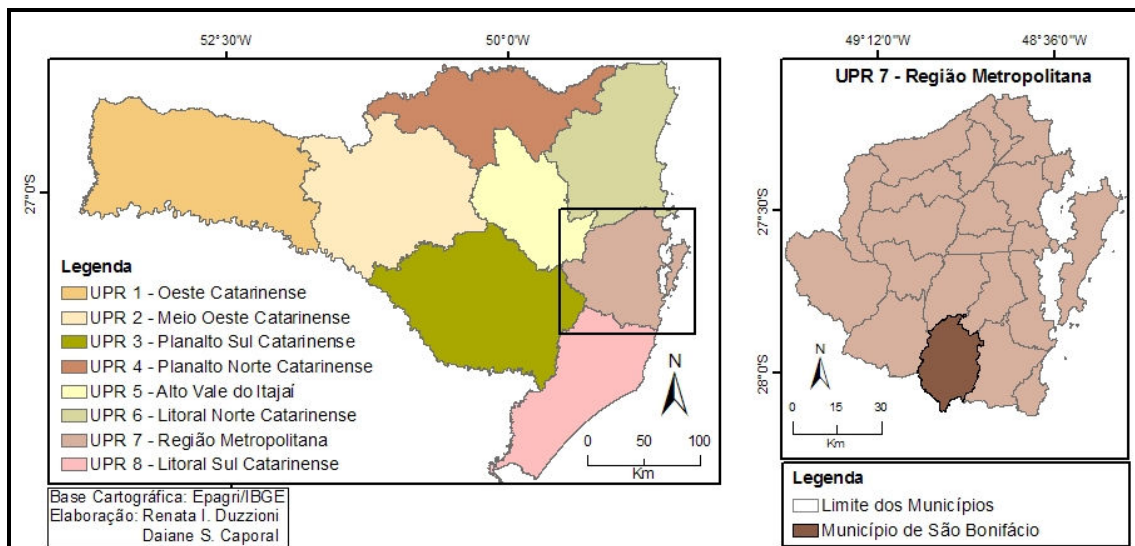 52°30'W
50°0'W
27°0'S
Legenda
UPR 1 - Oeste Catarinense
UPR 2 - Meio Oeste Catarinense
UPR 3 - Planalto Sul Catarinense
UPR 4 - Planalto Norte Catarinense
UPR 5 - Alto Vale do Itajaí
UPR 6 - Litoral Norte Catarinense
UPR 7 - Região Metropolitana
UPR 8 - Litoral Sul Catarinense
N
0 50 100
Km
Base Cartográfica: Epagri/IBGE
Elaboração: Renata I. Duzzioni
Daiane S. Caporal
49°12'0"W
48°36'0"W
UPR 7 - Região Metropolitana
27°30'S
28°0'S
N
0 15 30
Km
Legenda
Limite dos Municípios
Município de São Bonifácio